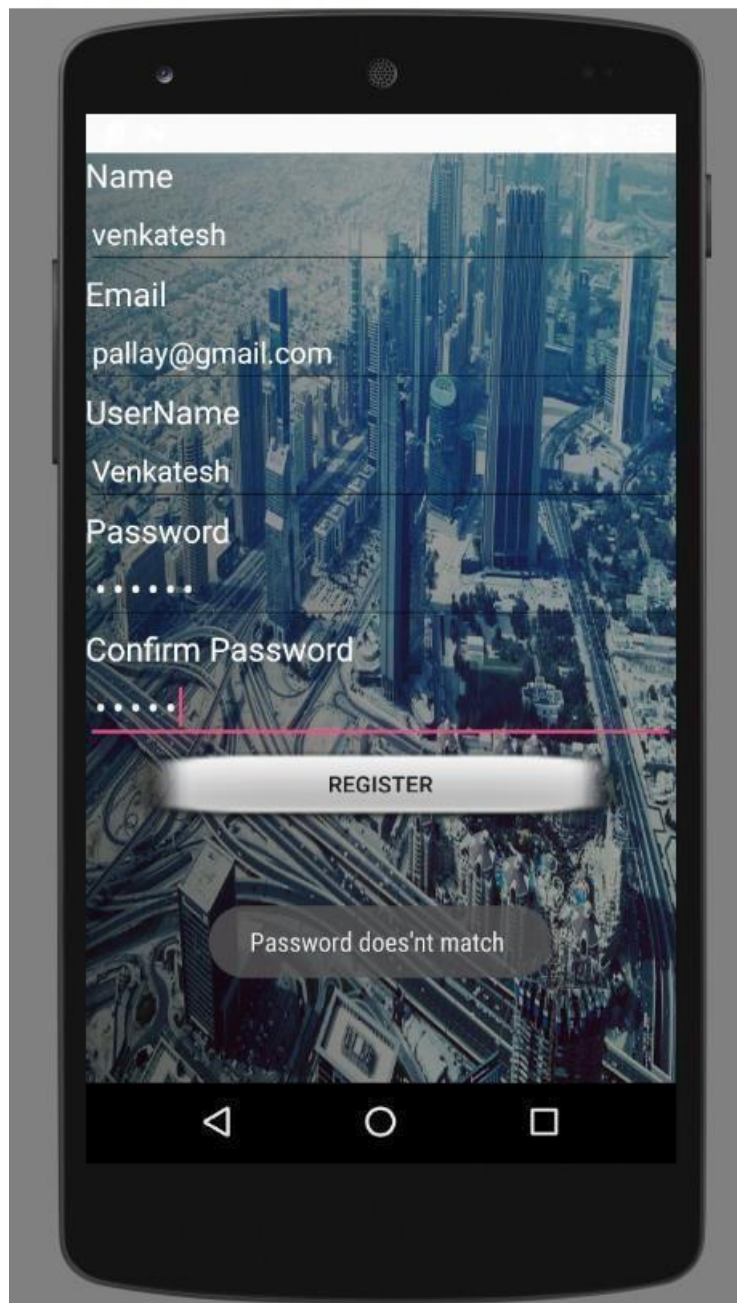 Name
venkatesh
Email
pallay@gmail.com
UserName
Venkatesh
Password
••••••
Confirm Password
•••••
REGISTER
Password does'nt match